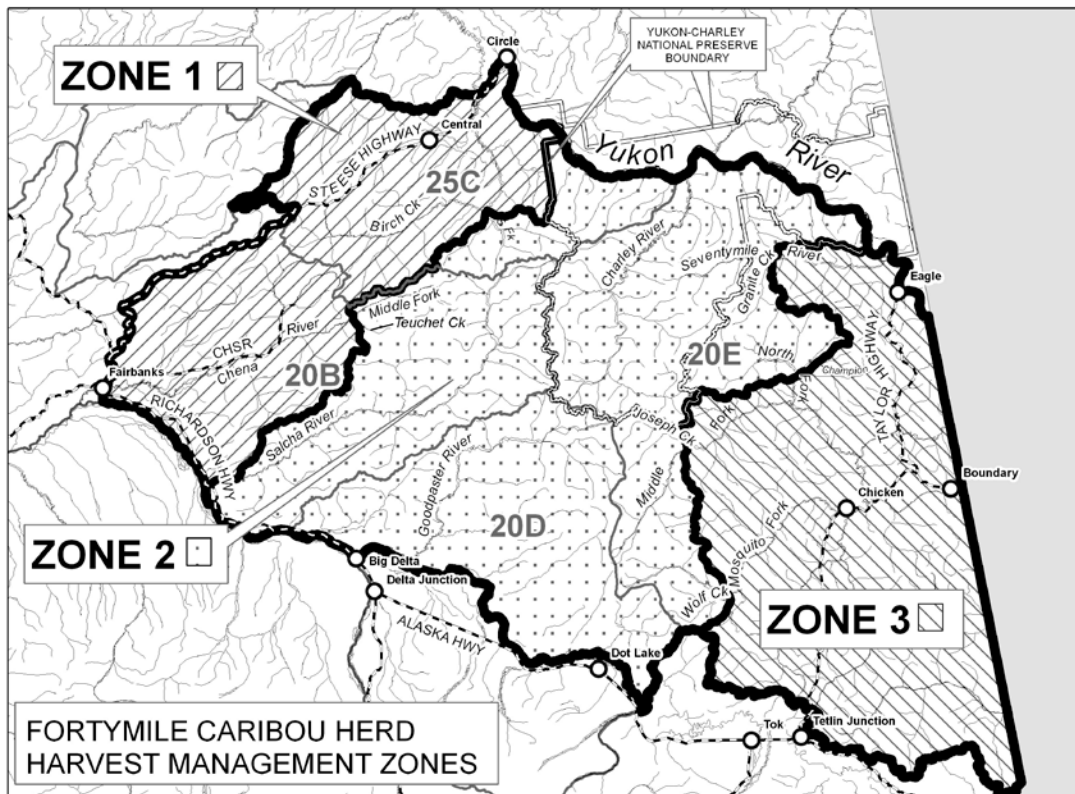 Circle
YUKON-CHARLEY
NATIONAL PRESERVE
BOUNDARY
ZONE 1
Central
STEESE HIGHWAY
Yukon River
25C
Birch Ck
Charley River
Seventymile River
Granite Ck
Eagle
Middle Fork
Teuchet Ck
CHSR
Chena River
20B
20E
North Fork
Champion
TAYLOR HIGHWAY
Fairbanks
RICHARDSON HWY
Salcha River
Joseph Ck
Middle Fork
Goodpaster River
Boundary
Chicken
20D
Mosquito Fork
ZONE 2
Big Delta
Delta Junction
Wolf Ck
ZONE 3
ALASKA HWY
Dot Lake
FORTYMILE CARIBOU HERD
HARVEST MANAGEMENT ZONES
Tok
Tetlin Junction